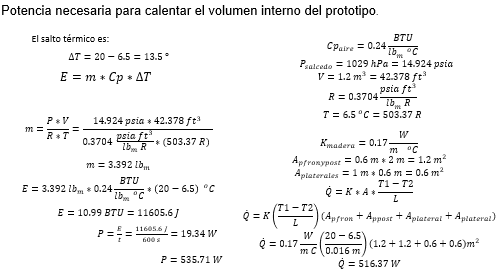 Potencia necesaria para calentar el volumen interno del prototipo.
El salto térmico es:
ΔT = 20 − 6.5 = 13.5 °
E = m ∗ Cp ∗ ΔT
m = P ∗ V / R ∗ T = 14.924 psia ∗ 42.378 ft³ / 0.3704 psia ft³ / lb_m R ∗ (503.37 R)
m = 3.392 lb_m
E = 3.392 lb_m ∗ 0.24 BTU / lb_m °C ∗ (20 − 6.5) °C
E = 10.99 BTU = 11605.6 J
P = E / t = 11605.6 J / 600 s = 19.34 W
P = 535.71 W
Cp_aire = 0.24 BTU / lb_m °C
P_salcedo = 1029 hPa = 14.924 psia
V = 1.2 m³ = 42.378 ft³
R = 0.3704 psia ft³ / lb_m R
T = 6.5 °C = 503.37 R
K_madera = 0.17 W / m °C
A_pfronypost = 0.6 m ∗ 2 m = 1.2 m²
A_platerales = 1 m ∗ 0.6 m = 0.6 m²
Q̇ = K ∗ A ∗ T1 − T2 / L
Q̇ = K (T1 − T2 / L) (A_pfron + A_ppost + A_plateral + A_plateral)
Q̇ = 0.17 W / m C (20 − 6.5 / 0.016 m) (1.2 + 1.2 + 0.6 + 0.6)m²
Q̇ = 516.37 W